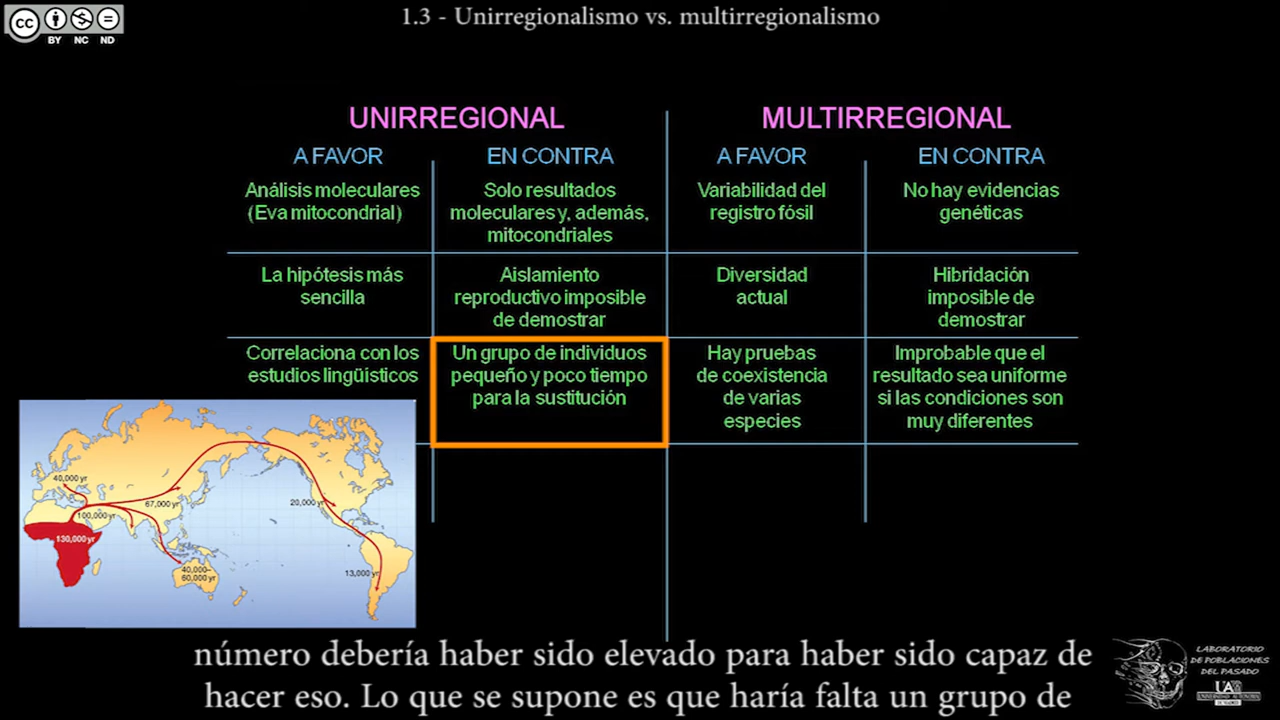 1.3 - Unirregionalismo vs. multirregionalismo
CC
BY NC ND
UNIRREGIONAL
MULTIRREGIONAL
A FAVOR
EN CONTRA
A FAVOR
EN CONTRA
Análisis moleculares
(Eva mitocondrial)
Solo resultados
moleculares y, además,
mitocondriales
Variabilidad del
registro fósil
No hay evidencias
genéticas
La hipótesis más
sencilla
Aislamiento
reproductivo imposible
de demostrar
Diversidad
actual
Hibridación
imposible de
demostrar
Correlaciona con los
estudios lingüísticos
Un grupo de individuos
pequeño y poco tiempo
para la sustitución
Hay pruebas
de coexistencia
de varias
especies
Improbable que el
resultado sea uniforme
si las condiciones son
muy diferentes
40,000 yr
67,000 yr
100,000 yr
130,000 yr
40,000–
60,000 yr
20,000 yr
13,000 yr
número debería haber sido elevado para haber sido capaz de
hacer eso. Lo que se supone es que haría falta un grupo de
LABORATORIO
DE POBLACIONES
DEL PASADO